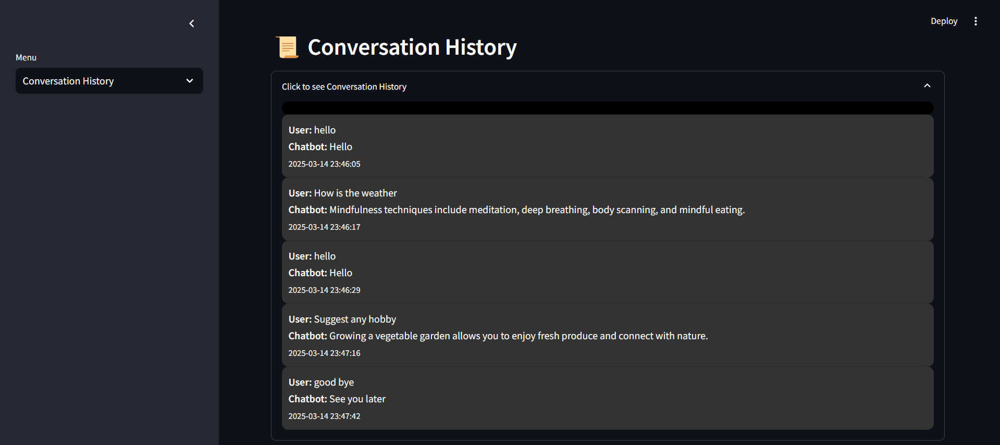 Deploy
Menu
Conversation History
Conversation History
Click to see Conversation History
User: hello
Chatbot: Hello
2025-03-14 23:46:05
User: How is the weather
Chatbot: Mindfulness techniques include meditation, deep breathing, body scanning, and mindful eating.
2025-03-14 23:46:17
User: hello
Chatbot: Hello
2025-03-14 23:46:29
User: Suggest any hobby
Chatbot: Growing a vegetable garden allows you to enjoy fresh produce and connect with nature.
2025-03-14 23:47:16
User: good bye
Chatbot: See you later
2025-03-14 23:47:42